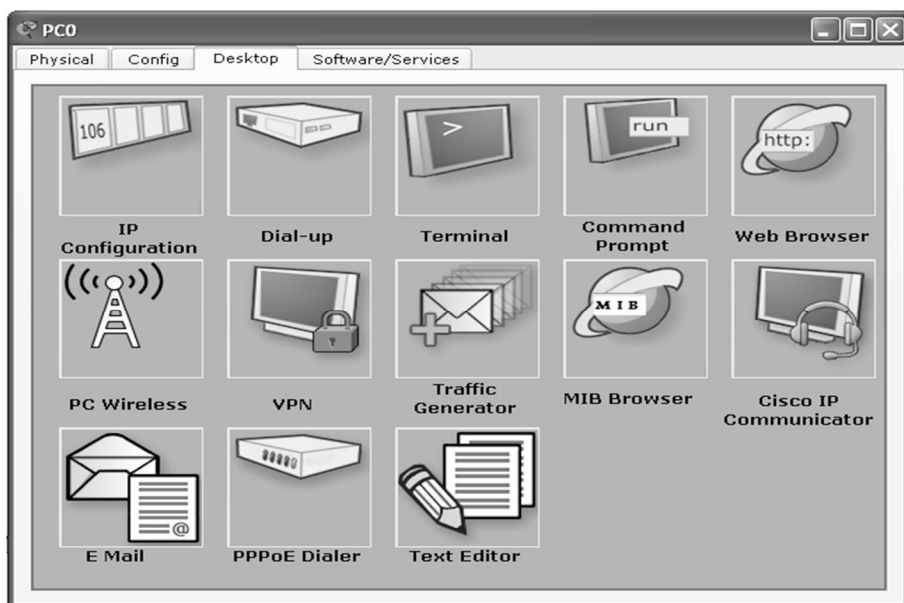 PC0
Physical Config Desktop Software/Services
106
>
run
http:
IP
Configuration
Dial-up
Terminal
Command
Prompt
Web Browser
MIB
PC Wireless
VPN
Traffic
Generator
MIB Browser
Cisco IP
Communicator
@
E Mail
PPPoE Dialer
Text Editor